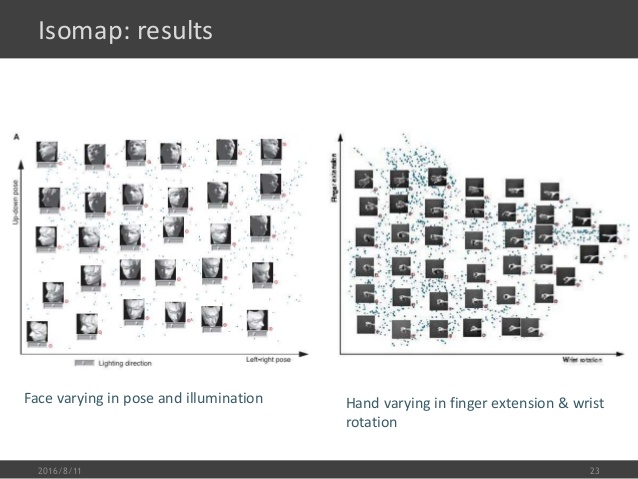 Isomap: results
A
Up-down pose
Lighting direction
Left-right pose
Finger extension
Wrist rotation
Face varying in pose and illumination
Hand varying in finger extension & wrist
rotation
2016/8/11
23